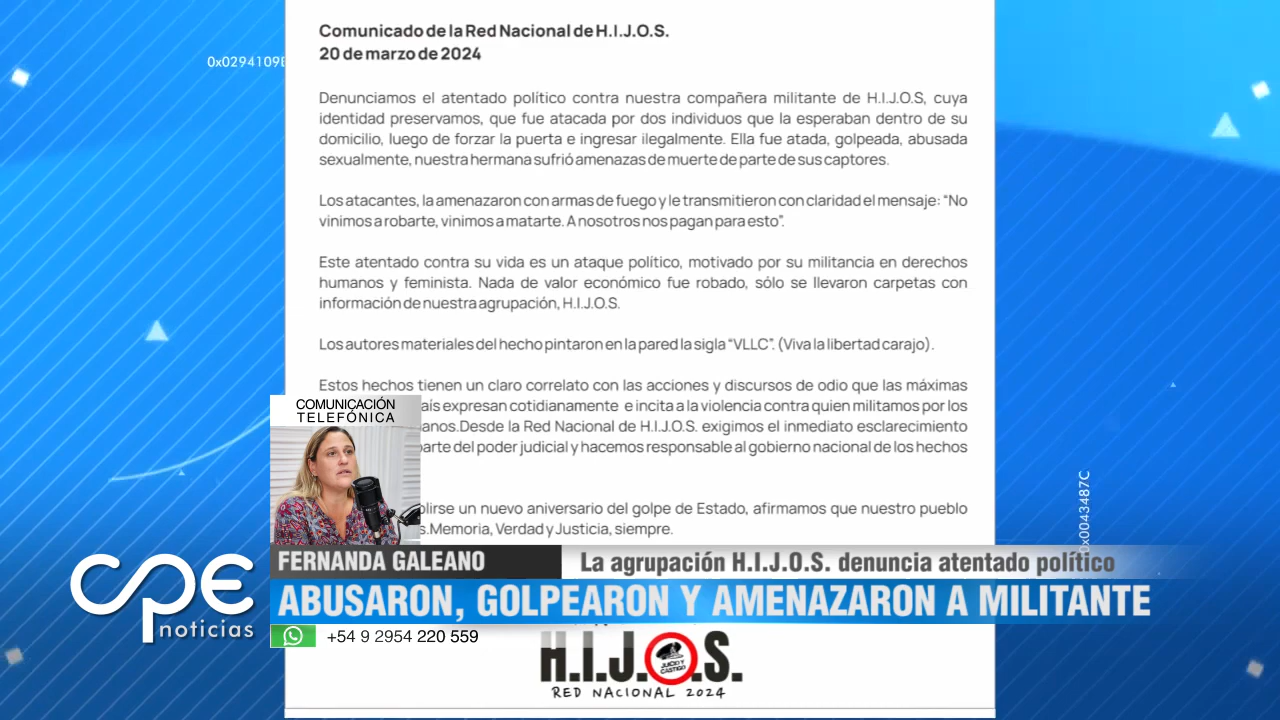 Comunicado de la Red Nacional de H.I.J.O.S.
20 de marzo de 2024
0x0294109E
Denunciamos el atentado político contra nuestra compañera militante de H.I.J.O.S, cuya
identidad preservamos, que fue atacada por dos individuos que la esperaban dentro de su
domicilio, luego de forzar la puerta e ingresar ilegalmente. Ella fue atada, golpeada, abusada
sexualmente, nuestra hermana sufrió amenazas de muerte de parte de sus captores.
Los atacantes, la amenazaron con armas de fuego y le transmitieron con claridad el mensaje: “No
vinimos a robarte, vinimos a matarte. A nosotros nos pagan para esto”.
Este atentado contra su vida es un ataque político, motivado por su militancia en derechos
humanos y feminista. Nada de valor económico fue robado, sólo se llevaron carpetas con
información de nuestra agrupación, H.I.J.O.S.
Los autores materiales del hecho pintaron en la pared la sigla “VLLC”. (Viva la libertad carajo).
Estos hechos tienen un claro correlato con las acciones y discursos de odio que las máximas
aís expresan cotidianamente e incita a la violencia contra quien militamos por los
anos.Desde la Red Nacional de H.I.J.O.S. exigimos el inmediato esclarecimiento
parte del poder judicial y hacemos responsable al gobierno nacional de los hechos
plirse un nuevo aniversario del golpe de Estado, afirmamos que nuestro pueblo
s.Memoria, Verdad y Justicia, siempre.
COMUNICACIÓN
TELEFÓNICA
0x0043487C
FERNANDA GALEANO
La agrupación H.I.J.O.S. denuncia atentado político
ABUSARON, GOLPEARON Y AMENAZARON A MILITANTE
cpe
noticias
+54 9 2954 220 559
H.I.J.O.S.
JUICIO Y
CASTIGO
RED NACIONAL 2024